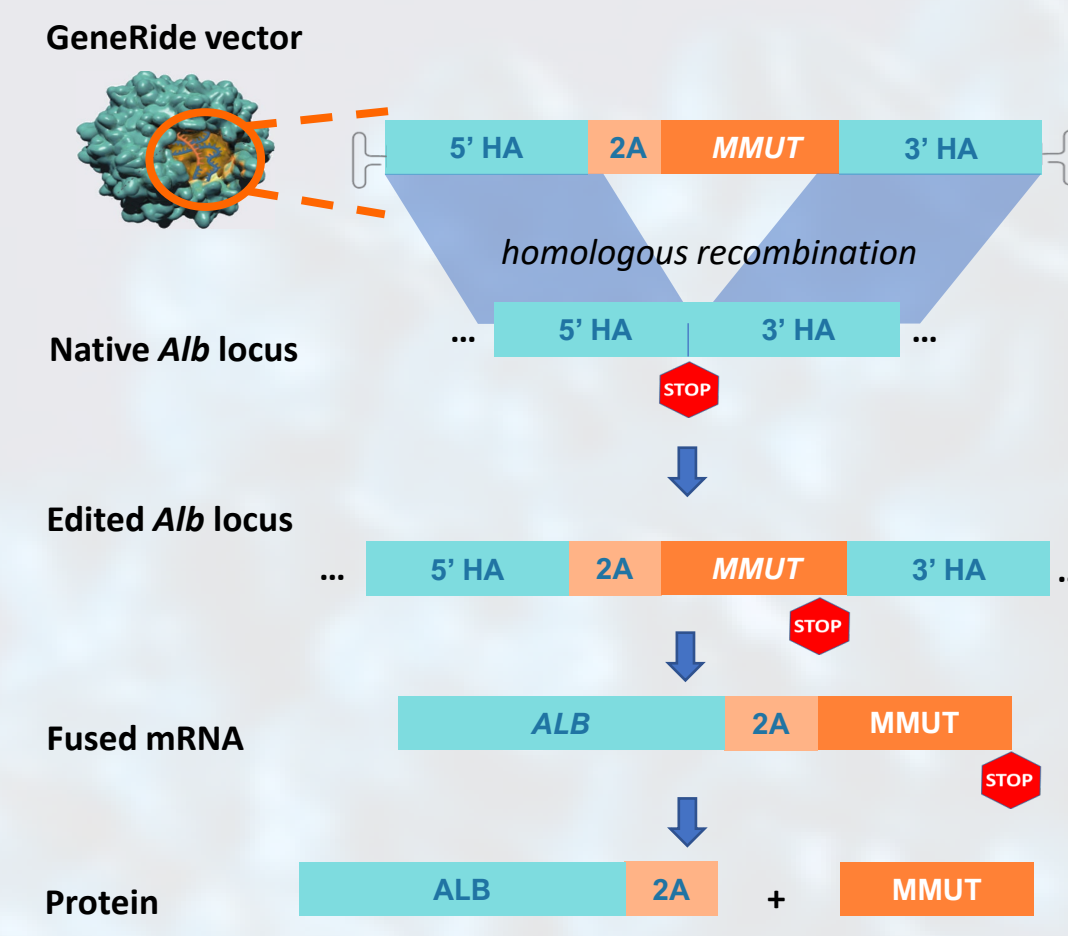 GeneRide vector
5’ HA 2A MMUT 3’ HA
homologous recombination
Native Alb locus
... 5’ HA 3’ HA ...
STOP
Edited Alb locus
... 5’ HA 2A MMUT 3’ HA ...
STOP
Fused mRNA
ALB 2A MMUT
STOP
Protein
ALB 2A + MMUT